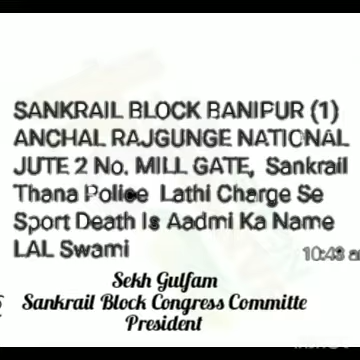 SANKRAIL BLOCK BANIPUR (1)
ANCHAL RAJGUNGE NATIONAL
JUTE 2 No. MILL GATE, Sankrail
Thana Police Lathi Charge Se
Sport Death Is Aadmi Ka Name
LAL Swami
10:48 a
Sekh Gulfam
Sankrail Block Congress Committe
President